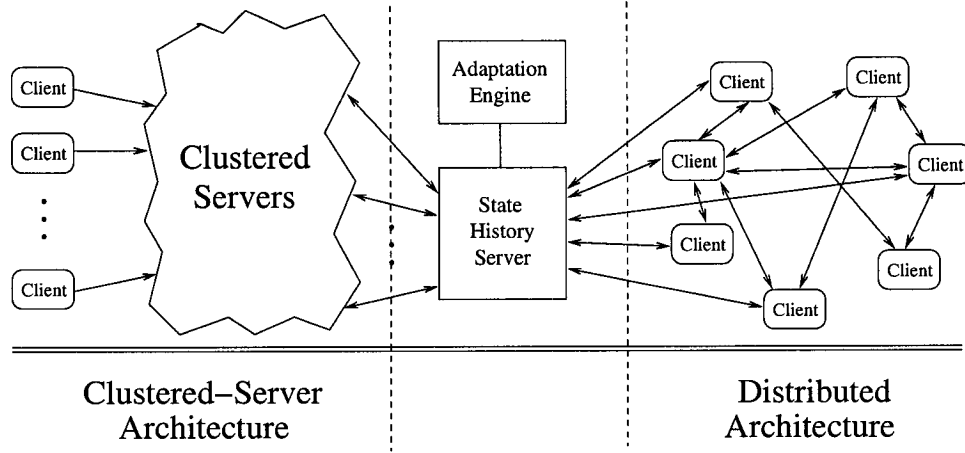 Client
Client
Client
Clustered
Servers
Adaptation
Engine
State
History
Server
Client
Client
Client
Client
Client
Client
Client
Clustered–Server
Architecture
Distributed
Architecture